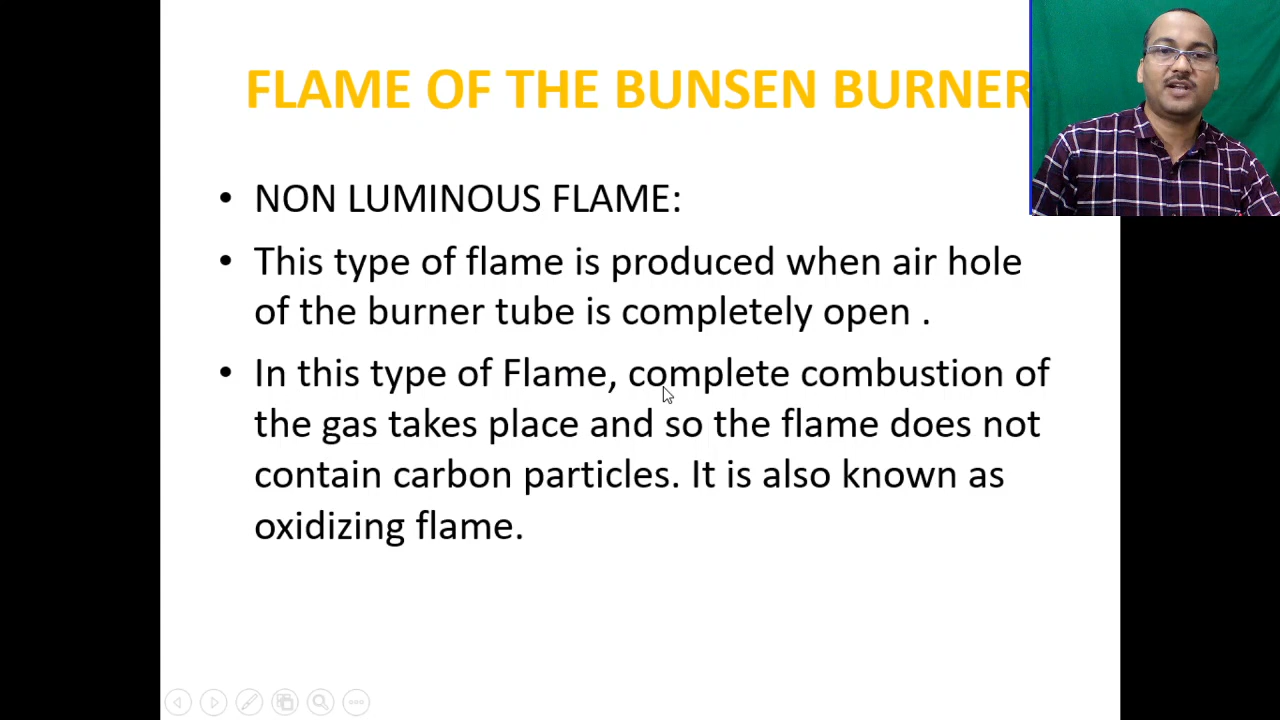 FLAME OF THE BUNSEN BURNER
• NON LUMINOUS FLAME:
• This type of flame is produced when air hole
of the burner tube is completely open .
• In this type of Flame, complete combustion of
the gas takes place and so the flame does not
contain carbon particles. It is also known as
oxidizing flame.